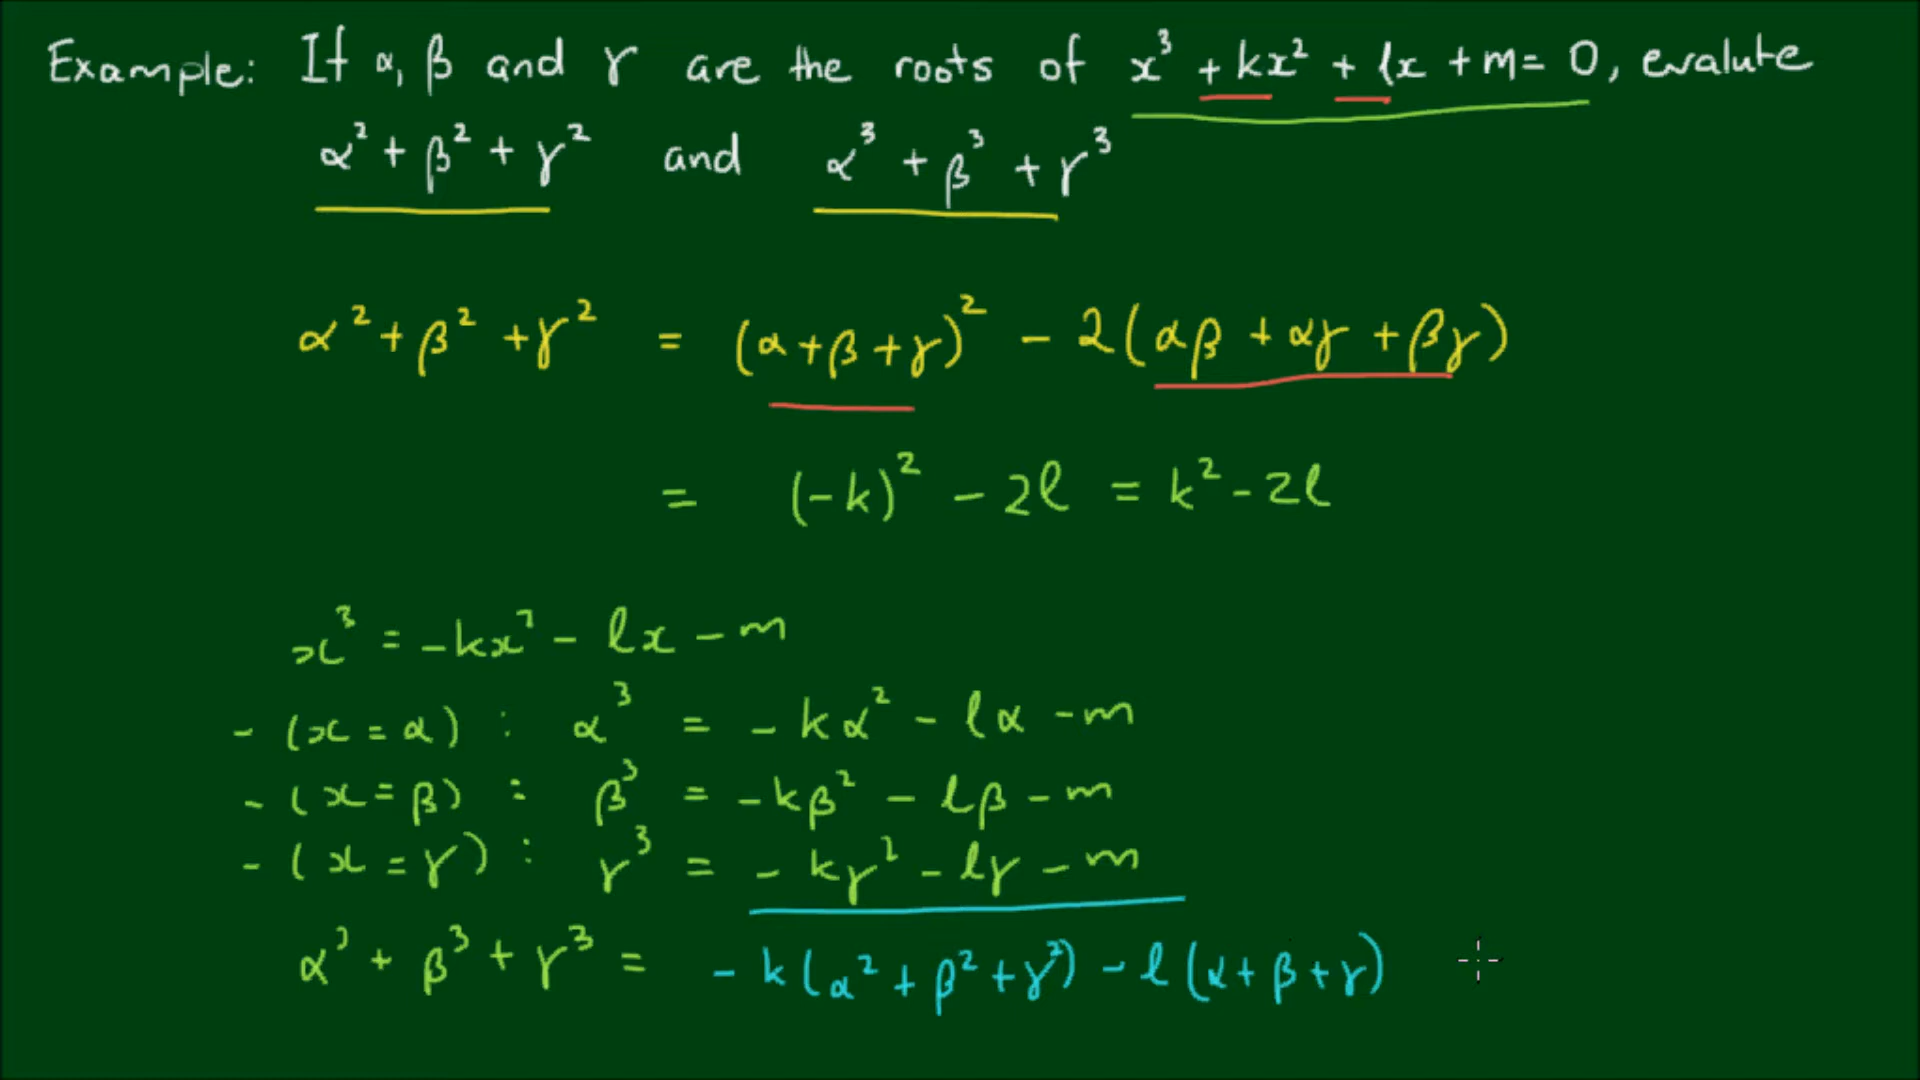 Example: If α, β and γ are the roots of x³ + kx² + lx + m = 0, evalute
α² + β² + γ² and α³ + β³ + γ³
α² + β² + γ² = (α + β + γ)² - 2(αβ + αγ + βγ)
= (-k)² - 2l = k² - 2l
x³ = -kx² - lx - m
- (x = α) : α³ = - kα² - lα - m
- (x = β) : β³ = - kβ² - lβ - m
- (x = γ) : γ³ = - kγ² - lγ - m
α³ + β³ + γ³ = - k(α² + β² + γ²) - l(α + β + γ)